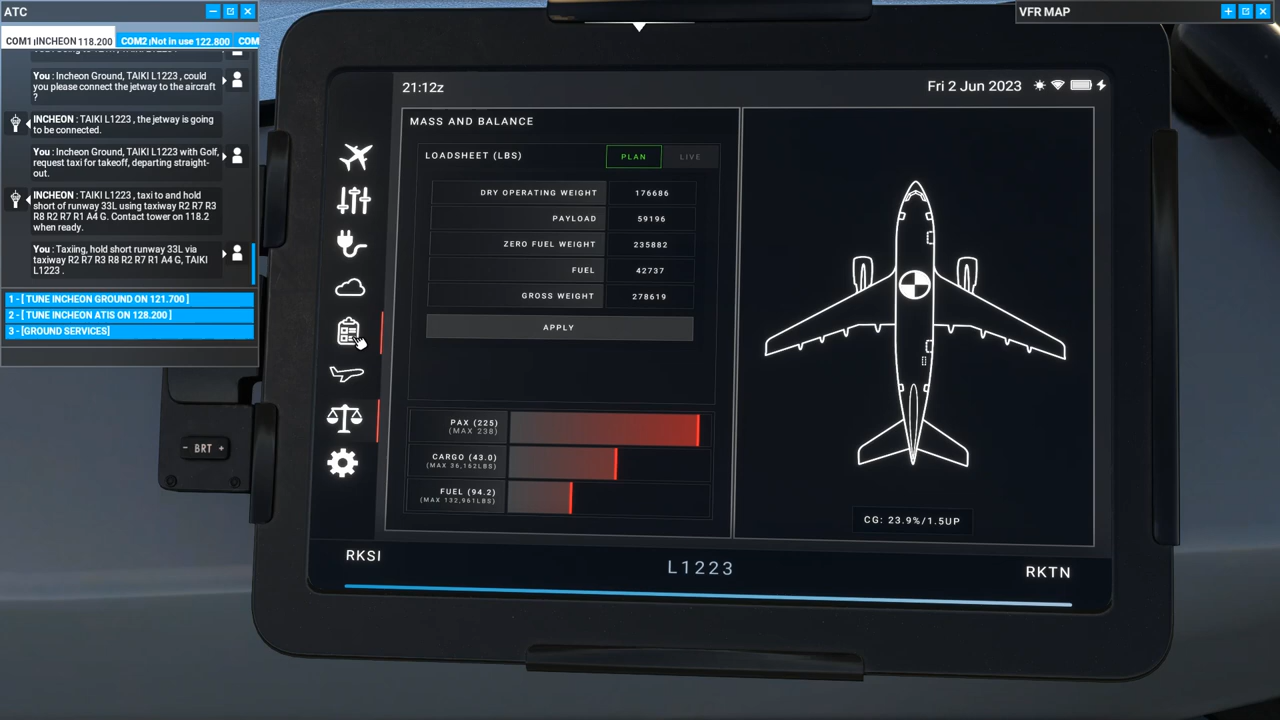 ATC
COM1 INCHEON 118.200 COM2 Not in use 122.800 COM
You : Incheon Ground, TAIKI L1223 , could
you please connect the jetway to the aircraft
?
INCHEON : TAIKI L1223 , the jetway is going
to be connected.
You : Incheon Ground, TAIKI L1223 with Golf,
request taxi for takeoff, departing straight-
out.
INCHEON : TAIKI L1223 , taxi to and hold
short of runway 33L using taxiway R2 R7 R3
R8 R2 R7 R1 A4 G. Contact tower on 118.2
when ready.
You : Taxiing, hold short runway 33L via
taxiway R2 R7 R3 R8 R2 R7 R1 A4 G, TAIKI
L1223 .
1 - [ TUNE INCHEON GROUND ON 121.700 ]
2 - [ TUNE INCHEON ATIS ON 128.200 ]
3 - [GROUND SERVICES]
VFR MAP
21:12z
Fri 2 Jun 2023
MASS AND BALANCE
LOADSHEET (LBS) PLAN LIVE
DRY OPERATING WEIGHT 176686
PAYLOAD 59196
ZERO FUEL WEIGHT 235882
FUEL 42737
GROSS WEIGHT 278619
APPLY
PAX (225)
(MAX 238)
CARGO (43.0)
(MAX 36,162LBS)
FUEL (94.2)
(MAX 132,961LBS)
CG: 23.9%/1.5UP
- BRT +
RKSI
L1223
RKTN